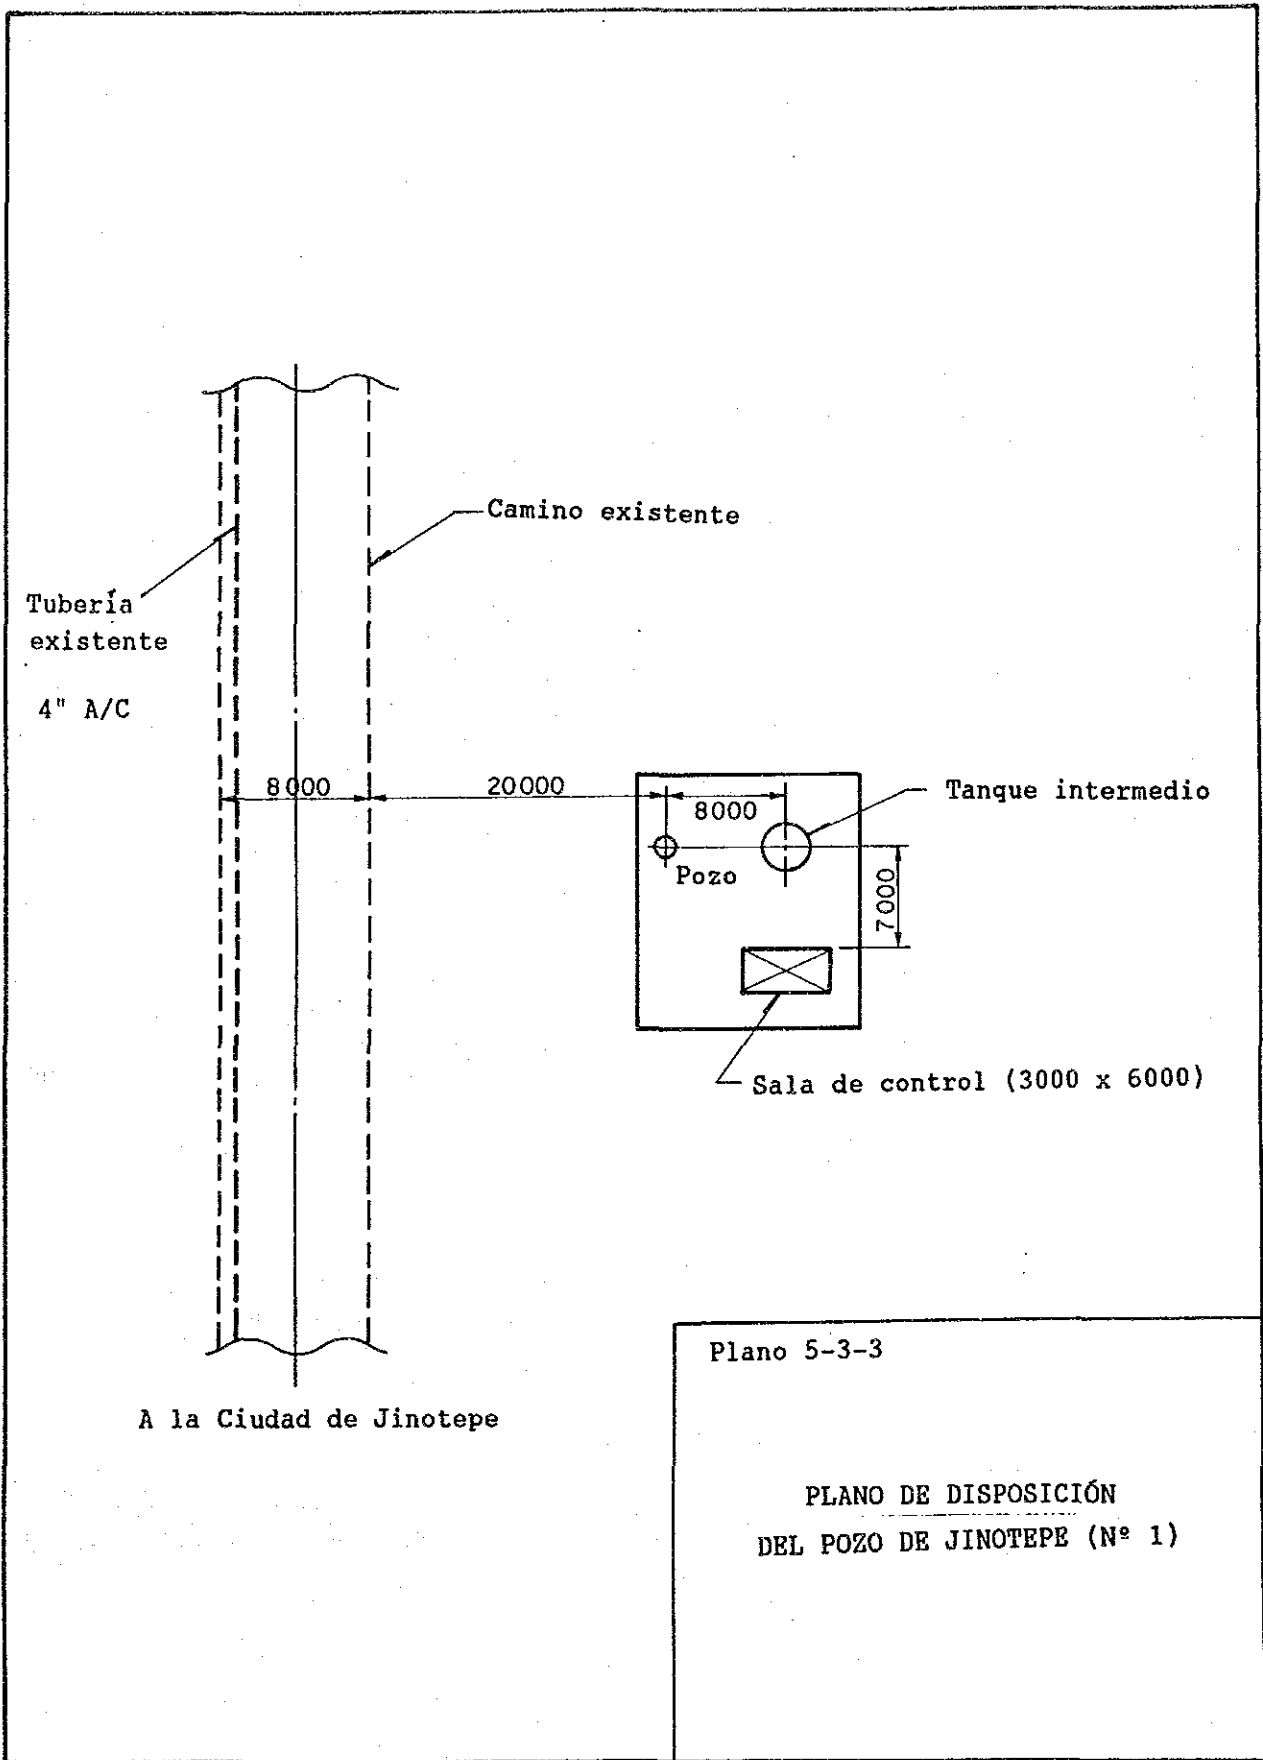 Camino existente
Tubería
existente
4" A/C
8000
20000
8000
Tanque intermedio
Pozo
7000
Sala de control (3000 x 6000)
A la Ciudad de Jinotepe
Plano 5-3-3
PLANO DE DISPOSICIÓN
DEL POZO DE JINOTEPE (Nº 1)